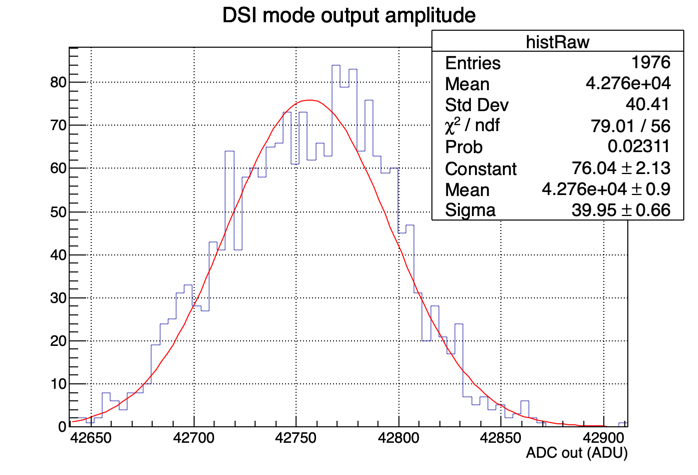 DSI mode output amplitude
histRaw
Entries 1976
Mean 4.276e+04
Std Dev 40.41
χ² / ndf 79.01 / 56
Prob 0.02311
Constant 76.04 ± 2.13
Mean 4.276e+04 ± 0.9
Sigma 39.95 ± 0.66
80
70
60
50
40
30
20
10
0
42650 42700 42750 42800 42850 42900
ADC out (ADU)